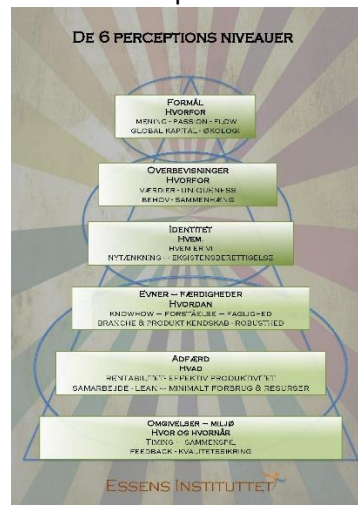 De 6 perceptions niveauer
Formål
Hvorfor
Mening - Passion - Flow
Global kapital - Økologi
Overbevisninger
Hvorfor
Værdier - Uniqueness
Behov - Sammenhæng
Identitet
Hvem
Hvem er vi
Nytænkning - Eksistensberettigelse
Evner – færdigheder
Hvordan
Knowhow – Forståelse – Faglighed
Branche & produkt kendskab - Robusthed
Adfærd
Hvad
Rentabilitet - Effektiv produktivitet
Samarbejde - Lean – Minimalt forbrug & resurser
Omgivelser – miljø
Hvor og hvornår
Timing – Sammenspil
Feedback - Kvalitetssikring
Essens Instituttet